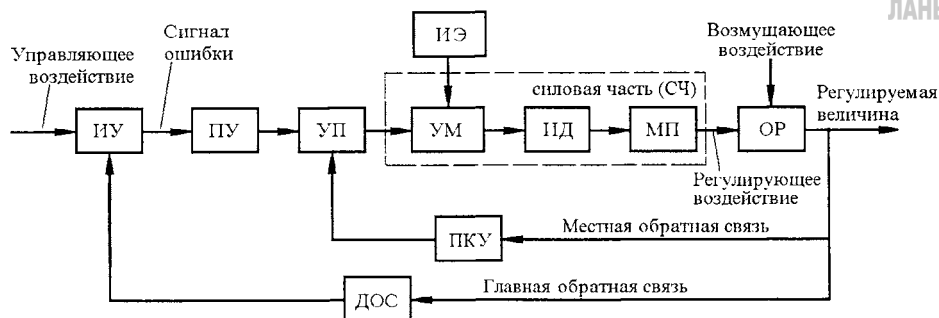 ЛАНЬ
ИЭ
Управляющее
воздействие
Сигнал
ошибки
Возмущающее
воздействие
силовая часть (СЧ)
Регулируемая
величина
ИУ
ПУ
УП
УМ
ИД
МП
ОР
Регулирующее
воздействие
ПКУ
Местная обратная связь
ДОС
Главная обратная связь